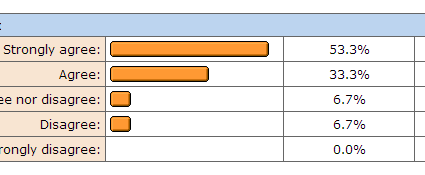 Strongly agree: 53.3%
Agree: 33.3%
ee nor disagree: 6.7%
Disagree: 6.7%
rongly disagree: 0.0%